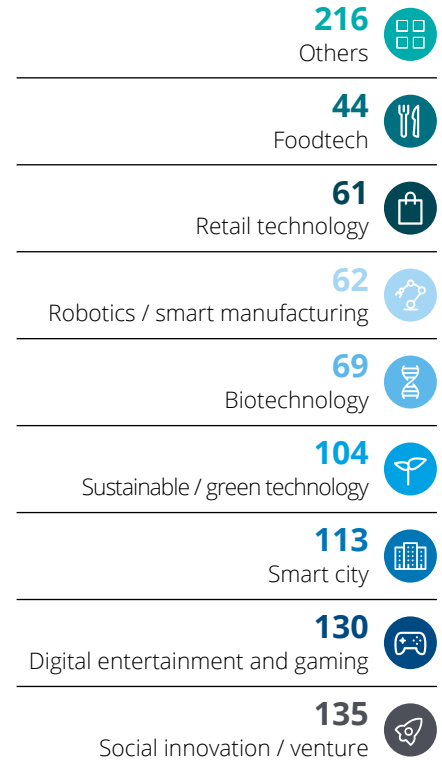 216
Others
44
Foodtech
61
Retail technology
62
Robotics / smart manufacturing
69
Biotechnology
104
Sustainable / green technology
113
Smart city
130
Digital entertainment and gaming
135
Social innovation / venture